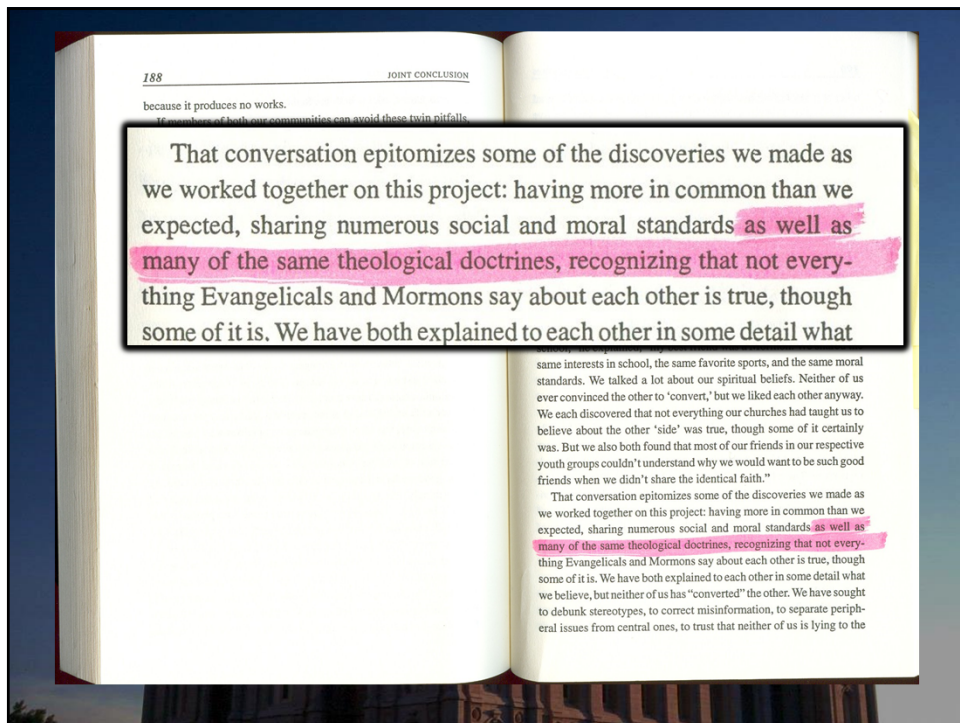 188
JOINT CONCLUSION
because it produces no works.
If members of both our communities can avoid these twin pitfalls,
That conversation epitomizes some of the discoveries we made as
we worked together on this project: having more in common than we
expected, sharing numerous social and moral standards as well as
many of the same theological doctrines, recognizing that not every-
thing Evangelicals and Mormons say about each other is true, though
some of it is. We have both explained to each other in some detail what
same interests in school, the same favorite sports, and the same moral
standards. We talked a lot about our spiritual beliefs. Neither of us
ever convinced the other to ‘convert,’ but we liked each other anyway.
We each discovered that not everything our churches had taught us to
believe about the other ‘side’ was true, though some of it certainly
was. But we also both found that most of our friends in our respective
youth groups couldn’t understand why we would want to be such good
friends when we didn’t share the identical faith.”
That conversation epitomizes some of the discoveries we made as
we worked together on this project: having more in common than we
expected, sharing numerous social and moral standards as well as
many of the same theological doctrines, recognizing that not every-
thing Evangelicals and Mormons say about each other is true, though
some of it is. We have both explained to each other in some detail what
we believe, but neither of us has “converted” the other. We have sought
to debunk stereotypes, to correct misinformation, to separate periph-
eral issues from central ones, to trust that neither of us is lying to the